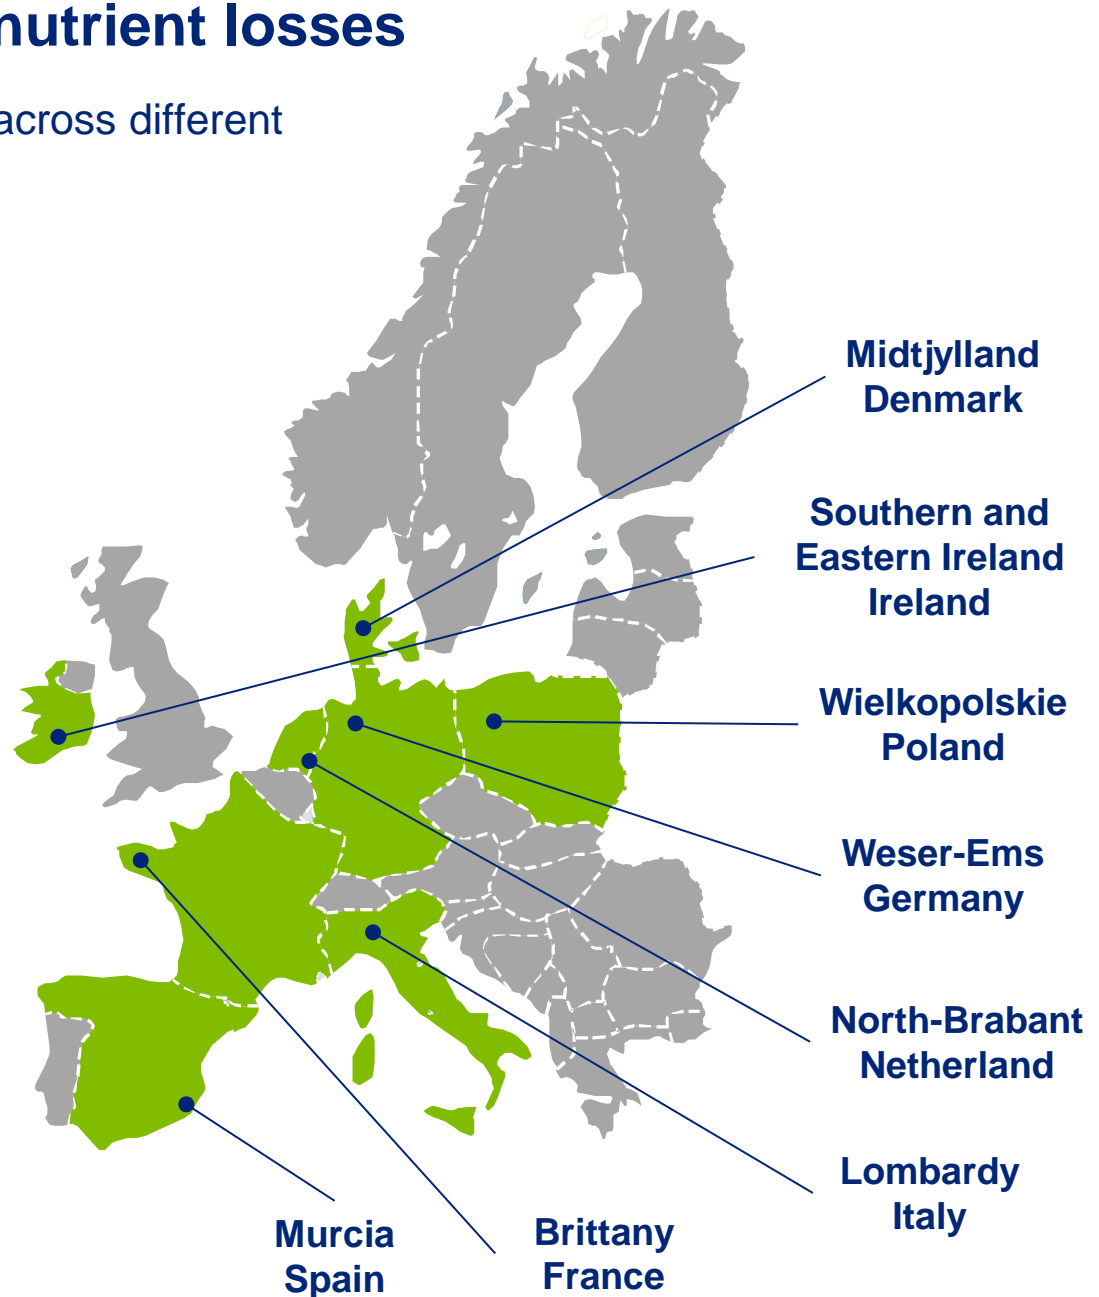 nutrient losses
across different
Midtjylland
Denmark
Southern and
Eastern Ireland
Ireland
Wielkopolskie
Poland
Weser-Ems
Germany
North-Brabant
Netherland
Lombardy
Italy
Murcia
Spain
Brittany
France